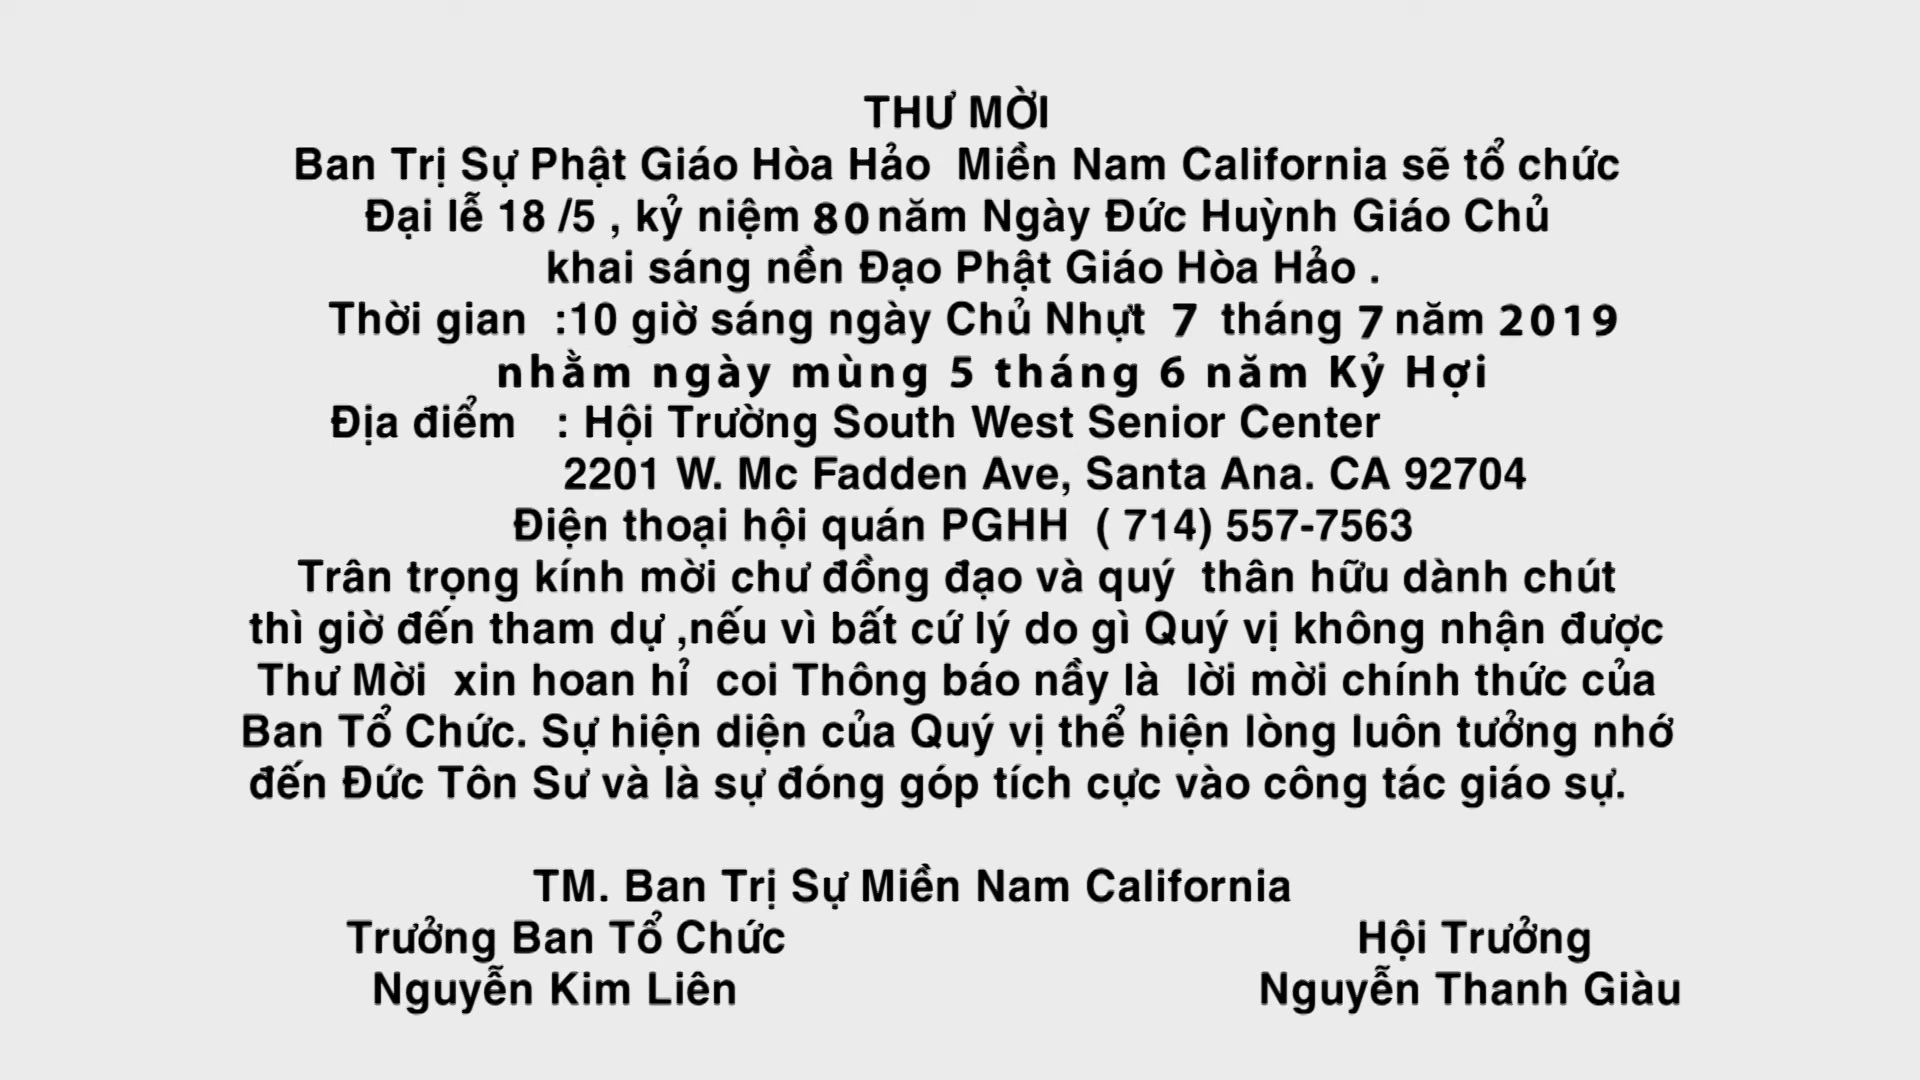 THƯ MỜI
Ban Trị Sự Phật Giáo Hòa Hảo Miền Nam California sẽ tổ chức
Đại lễ 18 /5 , kỷ niệm 80 năm Ngày Đức Huỳnh Giáo Chủ
khai sáng nền Đạo Phật Giáo Hòa Hảo .
Thời gian :10 giờ sáng ngày Chủ Nhựt 7 tháng 7 năm 2019
nhằm ngày mùng 5 tháng 6 năm Kỷ Hợi
Địa điểm : Hội Trường South West Senior Center
2201 W. Mc Fadden Ave, Santa Ana. CA 92704
Điện thoại hội quán PGHH ( 714) 557-7563
Trân trọng kính mời chư đồng đạo và quý thân hữu dành chút
thì giờ đến tham dự ,nếu vì bất cứ lý do gì Quý vị không nhận được
Thư Mời xin hoan hỉ coi Thông báo nầy là lời mời chính thức của
Ban Tổ Chức. Sự hiện diện của Quý vị thể hiện lòng luôn tưởng nhớ
đến Đức Tôn Sư và là sự đóng góp tích cực vào công tác giáo sự.
TM. Ban Trị Sự Miền Nam California
Trưởng Ban Tổ Chức Hội Trưởng
Nguyễn Kim Liên Nguyễn Thanh Giàu